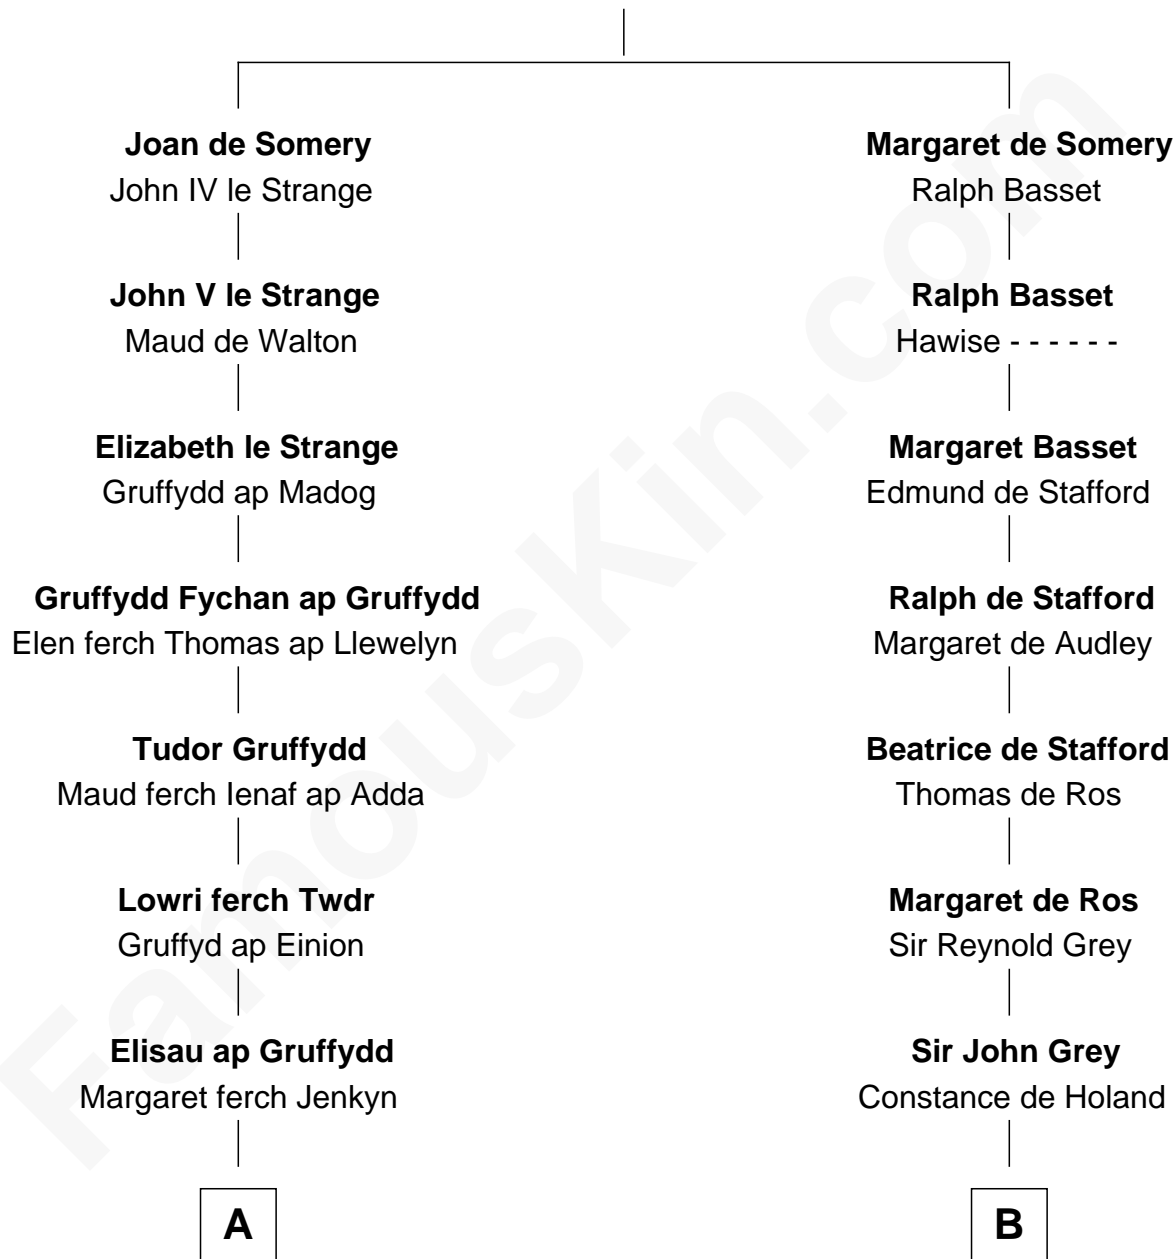 Joan de Somery
John IV le Strange
John V le Strange
Maud de Walton
Elizabeth le Strange
Gruffydd ap Madog
Gruffydd Fychan ap Gruffydd
Elen ferch Thomas ap Llewelyn
Tudor Gruffydd
Maud ferch Ienaf ap Adda
Lowri ferch Twdr
Gruffyd ap Einion
Elisau ap Gruffydd
Margaret ferch Jenkyn
A
Margaret de Somery
Ralph Basset
Ralph Basset
Hawise - - - - - -
Margaret Basset
Edmund de Stafford
Ralph de Stafford
Margaret de Audley
Beatrice de Stafford
Thomas de Ros
Margaret de Ros
Sir Reynold Grey
Sir John Grey
Constance de Holand
B
FamousKin.com